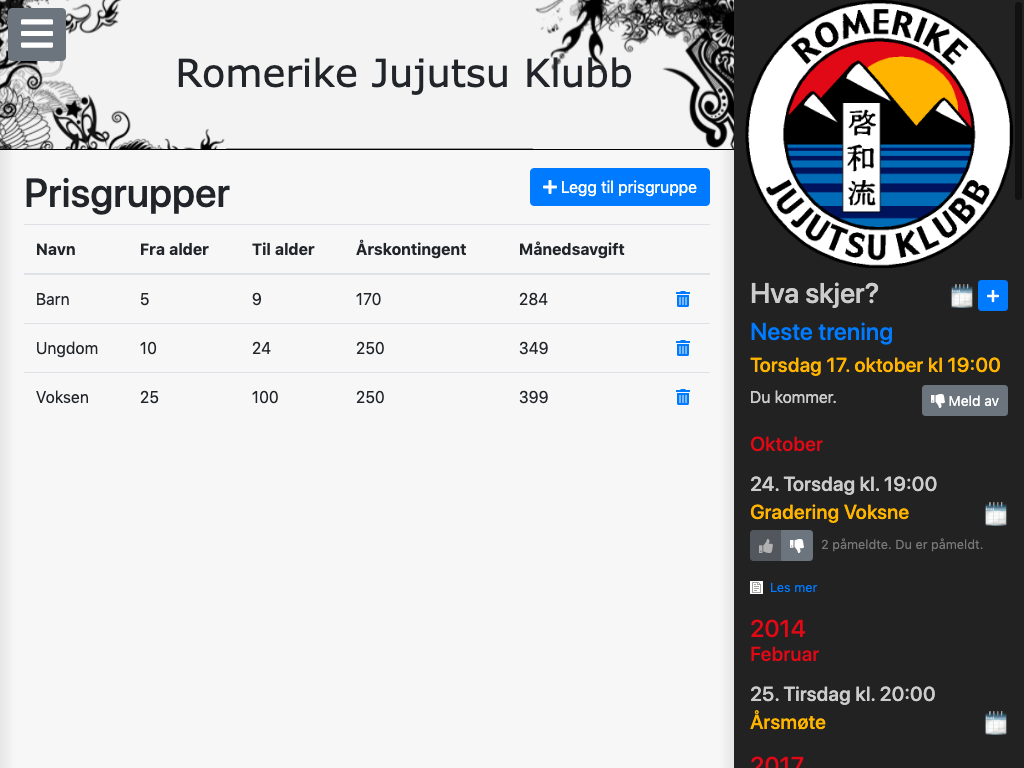 Romerike Jujutsu Klubb
Prisgrupper
Legg til prisgruppe
Navn Fra alder Til alder Årskontingent Månedsavgift
Barn 5 9 170 284
Ungdom 10 24 250 349
Voksen 25 100 250 399
ROMERIKE
啓和流
JUJUTSU KLUBB
Hva skjer?
Neste trening
Torsdag 17. oktober kl 19:00
Du kommer.
Meld av
Oktober
24. Torsdag kl. 19:00
Gradering Voksne
2 påmeldte. Du er påmeldt.
Les mer
2014
Februar
25. Tirsdag kl. 20:00
Årsmøte
2017